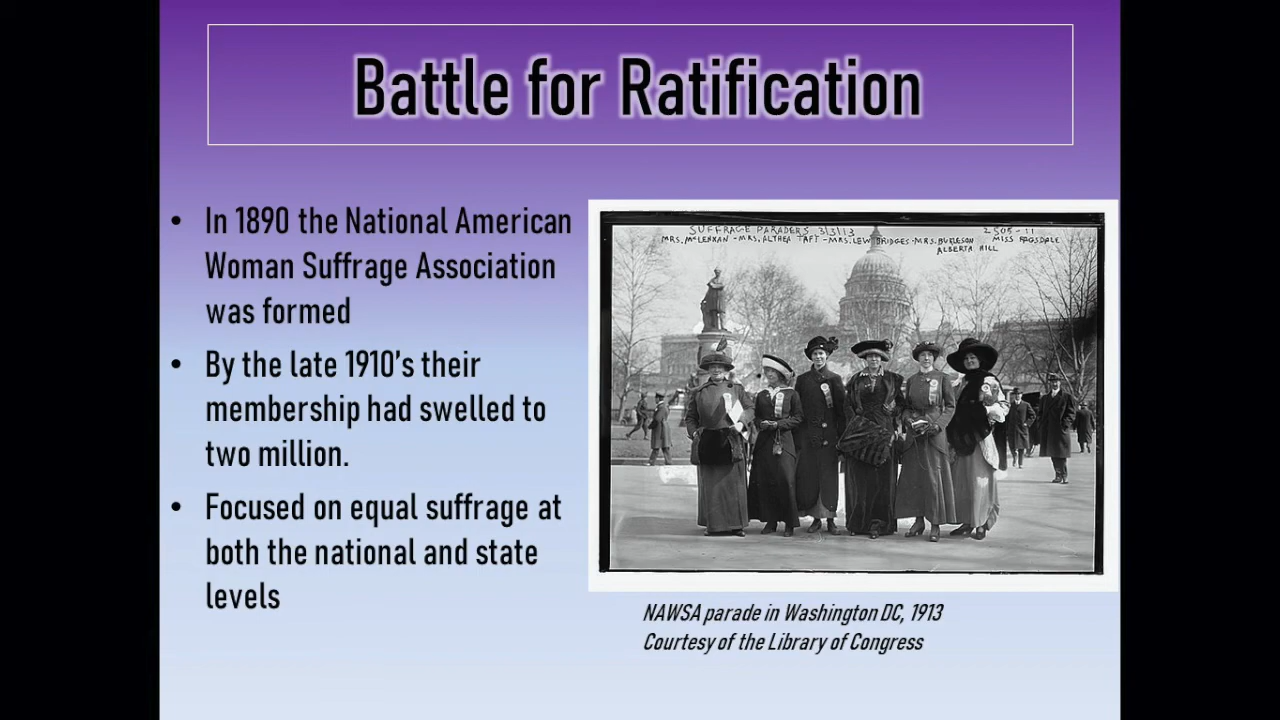 Battle for Ratification
• In 1890 the National American
Woman Suffrage Association
was formed
• By the late 1910's their
membership had swelled to
two million.
• Focused on equal suffrage at
both the national and state
levels
SUFFRAGE PARADERS 3/3/13
2505-11
MRS. McLENNAN - MRS. ALTHEA TAFT - MRS. LEW BRIDGES - MRS. BURLESON
MISS RAGSDALE
ALBERTA HILL
NAWSA parade in Washington DC, 1913
Courtesy of the Library of Congress